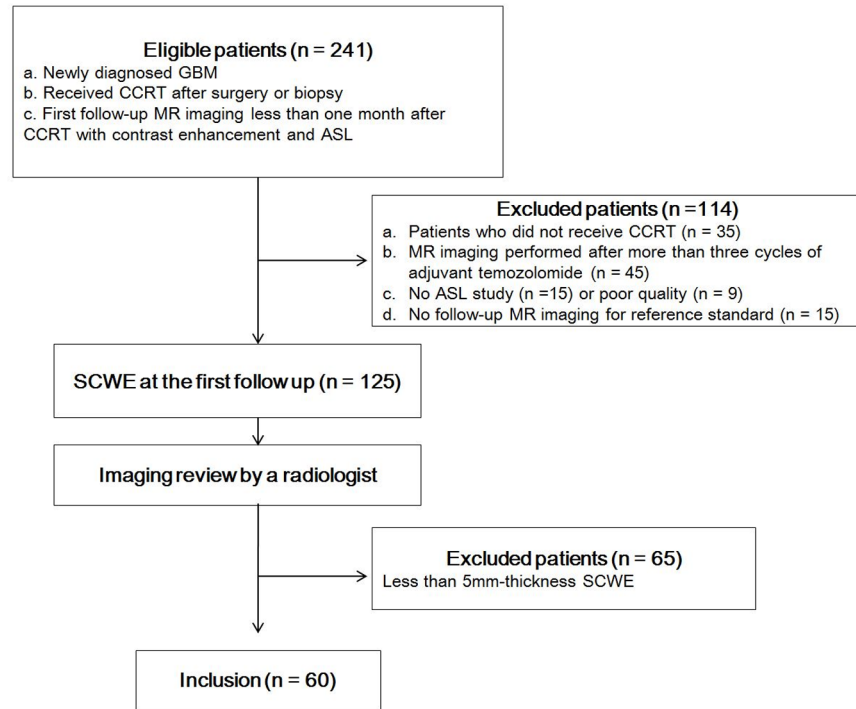 Eligible patients (n = 241)
a. Newly diagnosed GBM
b. Received CCRT after surgery or biopsy
c. First follow-up MR imaging less than one month after
CCRT with contrast enhancement and ASL
Excluded patients (n =114)
a. Patients who did not receive CCRT (n = 35)
b. MR imaging performed after more than three cycles of
adjuvant temozolomide (n = 45)
c. No ASL study (n =15) or poor quality (n = 9)
d. No follow-up MR imaging for reference standard (n = 15)
SCWE at the first follow up (n = 125)
Imaging review by a radiologist
Excluded patients (n = 65)
Less than 5mm-thickness SCWE
Inclusion (n = 60)